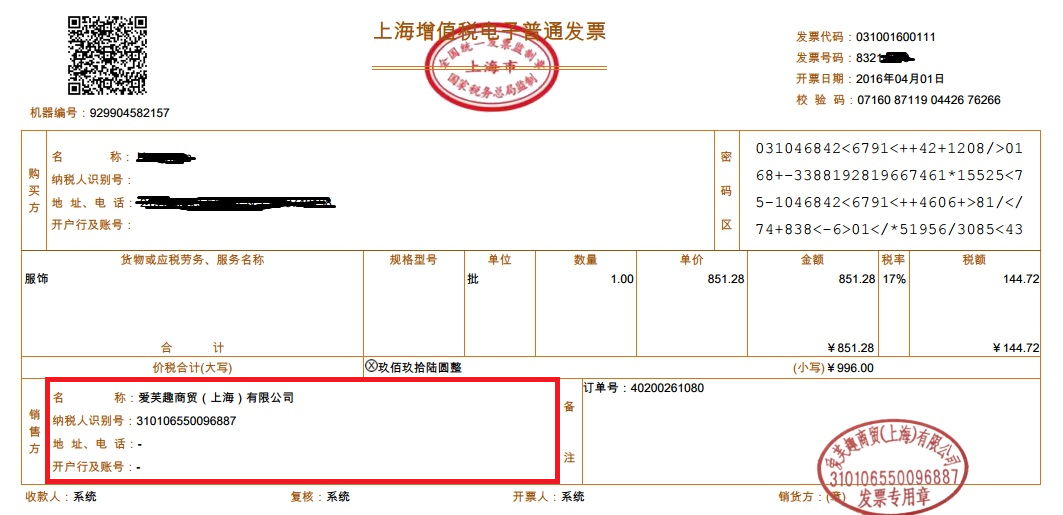 上海增值税电子普通发票
全国统一发票监制章
上海市
国家税务总局监制
发票代码：031001600111
发票号码：8321
开票日期：2016年04月01日
校 验 码：07160 87119 04426 76266
机器编号：929904582157
购买方
名 称：
纳税人识别号：
地 址、电 话：
开户行及账号：
密码区
031046842<6791<++42+1208/>01
68+-3388192819667461*15525<7
5-1046842<6791<++4606+>81/</
74+838<-6>01</*51956/3085<43
货物或应税劳务、服务名称 规格型号 单位 数量 单价 金额 税率 税额
服饰 批 1.00 851.28 851.28 17% 144.72
合 计 ￥851.28 ￥144.72
价税合计(大写) ⓧ玖佰玖拾陆圆整 (小写)￥996.00
销售方
名 称：爱芙趣商贸（上海）有限公司
纳税人识别号：310106550096887
地 址、电 话：-
开户行及账号：-
备注
订单号：40200261080
爱芙趣商贸(上海)有限公司
310106550096887
发票专用章
收款人：系统 复核：系统 开票人：系统 销货方：(章)